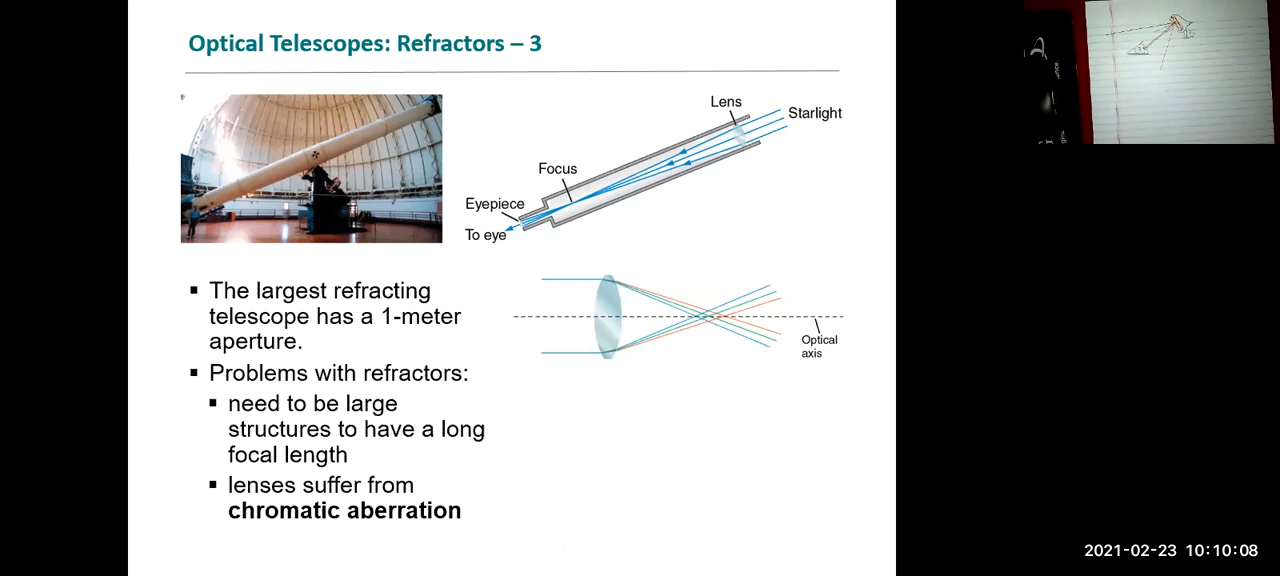 Optical Telescopes: Refractors – 3
Lens
Starlight
Focus
Eyepiece
To eye
▪ The largest refracting
telescope has a 1-meter
aperture.
▪ Problems with refractors:
▪ need to be large
structures to have a long
focal length
▪ lenses suffer from
chromatic aberration
Optical
axis
2021-02-23 10:10:08